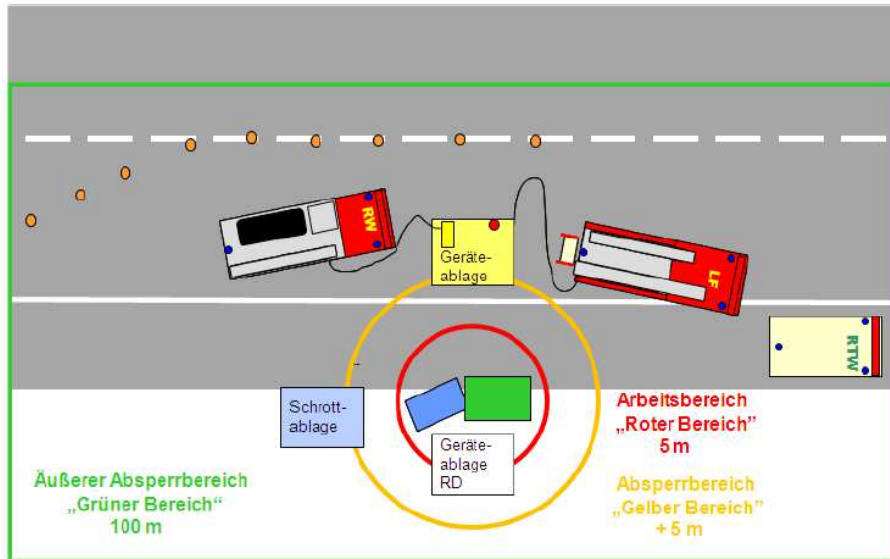 RW
Geräte-
ablage
LF
RTW
Schrott-
ablage
Geräte-
ablage
RD
Arbeitsbereich
„Roter Bereich”
5 m
Äußerer Absperrbereich
„Grüner Bereich“
100 m
Absperrbereich
„Gelber Bereich”
+ 5 m